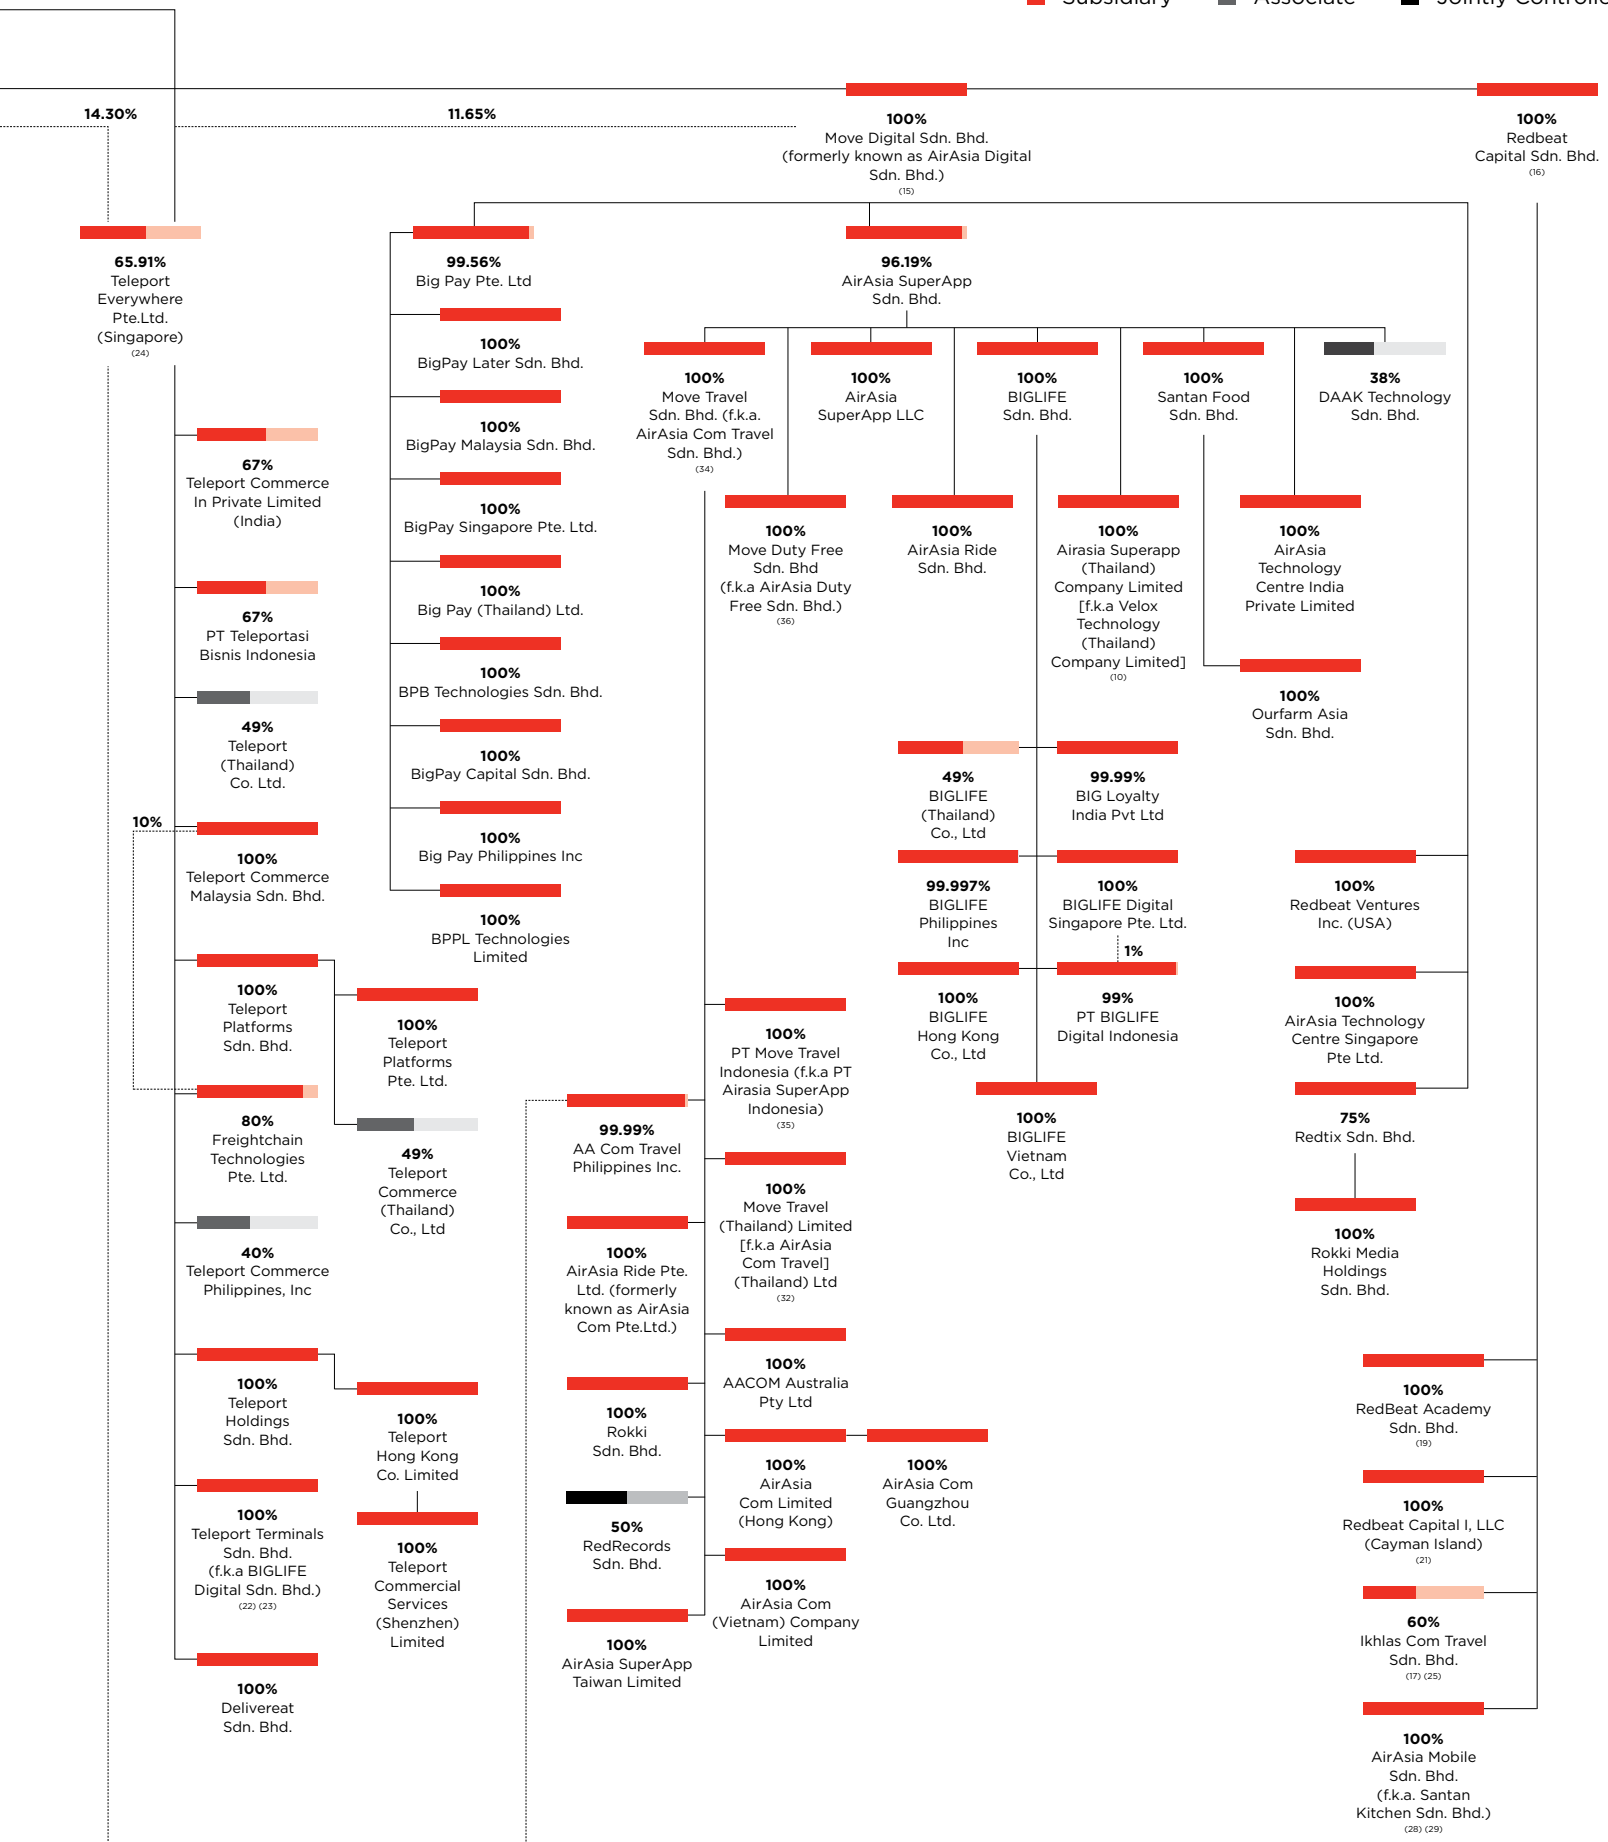 Subsidiary
Associate
Jointly Controlle
14.30%
11.65%
100%
Move Digital Sdn. Bhd.
(formerly known as AirAsia Digital
Sdn. Bhd.)
(15)
100%
Redbeat
Capital Sdn. Bhd.
(16)
65.91%
Teleport
Everywhere
Pte.Ltd.
(Singapore)
(24)
67%
Teleport Commerce
In Private Limited
(India)
67%
PT Teleportasi
Bisnis Indonesia
49%
Teleport
(Thailand)
Co. Ltd.
10%
100%
Teleport Commerce
Malaysia Sdn. Bhd.
100%
Teleport
Platforms
Sdn. Bhd.
100%
Teleport
Platforms
Pte. Ltd.
80%
Freightchain
Technologies
Pte. Ltd.
49%
Teleport
Commerce
(Thailand)
Co., Ltd
40%
Teleport Commerce
Philippines, Inc
100%
Teleport
Holdings
Sdn. Bhd.
100%
Teleport
Hong Kong
Co. Limited
100%
Teleport Terminals
Sdn. Bhd.
(f.k.a BIGLIFE
Digital Sdn. Bhd.)
(22) (23)
100%
Teleport
Commercial
Services
(Shenzhen)
Limited
100%
Delivereat
Sdn. Bhd.
99.56%
Big Pay Pte. Ltd
100%
BigPay Later Sdn. Bhd.
100%
BigPay Malaysia Sdn. Bhd.
100%
BigPay Singapore Pte. Ltd.
100%
Big Pay (Thailand) Ltd.
100%
BPB Technologies Sdn. Bhd.
100%
BigPay Capital Sdn. Bhd.
100%
Big Pay Philippines Inc
100%
BPPL Technologies
Limited
96.19%
AirAsia SuperApp
Sdn. Bhd.
100%
Move Travel
Sdn. Bhd. (f.k.a.
AirAsia Com Travel
Sdn. Bhd.)
(34)
100%
AirAsia
SuperApp LLC
100%
BIGLIFE
Sdn. Bhd.
100%
Santan Food
Sdn. Bhd.
38%
DAAK Technology
Sdn. Bhd.
100%
Move Duty Free
Sdn. Bhd
(f.k.a AirAsia Duty
Free Sdn. Bhd.)
(36)
100%
AirAsia Ride
Sdn. Bhd.
100%
Airasia Superapp
(Thailand)
Company Limited
[f.k.a Velox
Technology
(Thailand)
Company Limited]
(10)
100%
AirAsia
Technology
Centre India
Private Limited
100%
Ourfarm Asia
Sdn. Bhd.
49%
BIGLIFE
(Thailand)
Co., Ltd
99.99%
BIG Loyalty
India Pvt Ltd
99.997%
BIGLIFE
Philippines
Inc
100%
BIGLIFE Digital
Singapore Pte. Ltd.
1%
100%
BIGLIFE
Hong Kong
Co., Ltd
99%
PT BIGLIFE
Digital Indonesia
100%
BIGLIFE
Vietnam
Co., Ltd
100%
PT Move Travel
Indonesia (f.k.a PT
Airasia SuperApp
Indonesia)
(35)
99.99%
AA Com Travel
Philippines Inc.
100%
Move Travel
(Thailand) Limited
[f.k.a AirAsia
Com Travel]
(Thailand) Ltd
(32)
100%
AirAsia Ride Pte.
Ltd. (formerly
known as AirAsia
Com Pte.Ltd.)
100%
AACOM Australia
Pty Ltd
100%
Rokki
Sdn. Bhd.
100%
AirAsia
Com Limited
(Hong Kong)
100%
AirAsia Com
Guangzhou
Co. Ltd.
50%
RedRecords
Sdn. Bhd.
100%
AirAsia Com
(Vietnam) Company
Limited
100%
AirAsia SuperApp
Taiwan Limited
100%
Redbeat Ventures
Inc. (USA)
100%
AirAsia Technology
Centre Singapore
Pte Ltd.
75%
Redtix Sdn. Bhd.
100%
Rokki Media
Holdings
Sdn. Bhd.
100%
RedBeat Academy
Sdn. Bhd.
(19)
100%
Redbeat Capital I, LLC
(Cayman Island)
(21)
60%
Ikhlas Com Travel
Sdn. Bhd.
(17) (25)
100%
AirAsia Mobile
Sdn. Bhd.
(f.k.a. Santan
Kitchen Sdn. Bhd.)
(28) (29)